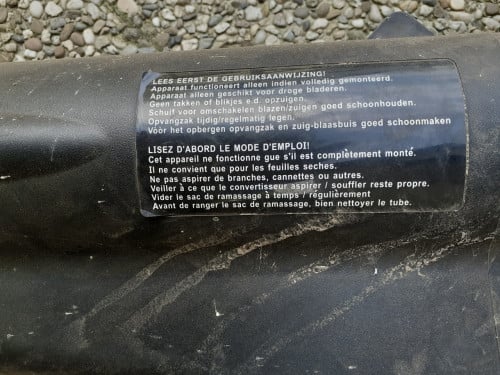 LEES EERST DE GEBRUIKSAANWIJZING!
Apparaat functioneert alleen indien volledig gemonteerd.
Apparaat alleen geschikt voor droge bladeren.
Geen takken of blikjes e.d. opzuigen.
Schuif voor omschakelen blazen/zuigen goed schoonhouden.
Opvangzak tijdig/regelmatig legen.
Vóór het opbergen opvangzak en zuig-blaasbuis goed schoonmaken
LISEZ D'ABORD LE MODE D'EMPLOI!
Cet apareil ne fonctionne gue s'il est complètement monté.
Il ne convient que pour les feuilles seches.
Ne pas aspirer de branches, cannettes ou autres.
Veiller à ce que le convertisseur aspirer / souffler reste propre.
Vider le sac de ramassage à temps / régulièrement
Avant de ranger le sac de ramassage, bien nettoyer le tube.